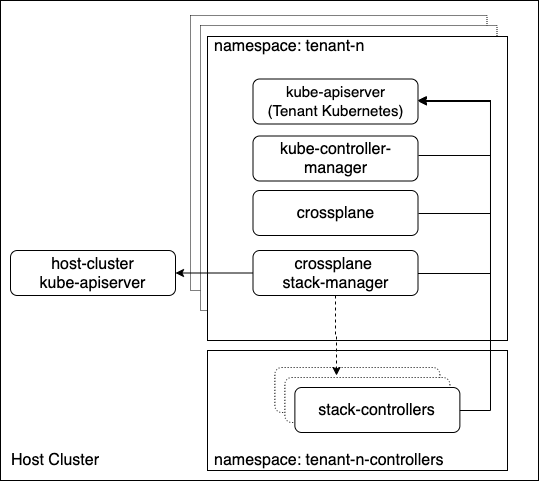 namespace: tenant-n
kube-apiserver
(Tenant Kubernetes)
kube-controller-
manager
crossplane
host-cluster
kube-apiserver
crossplane
stack-manager
stack-controllers
Host Cluster
namespace: tenant-n-controllers